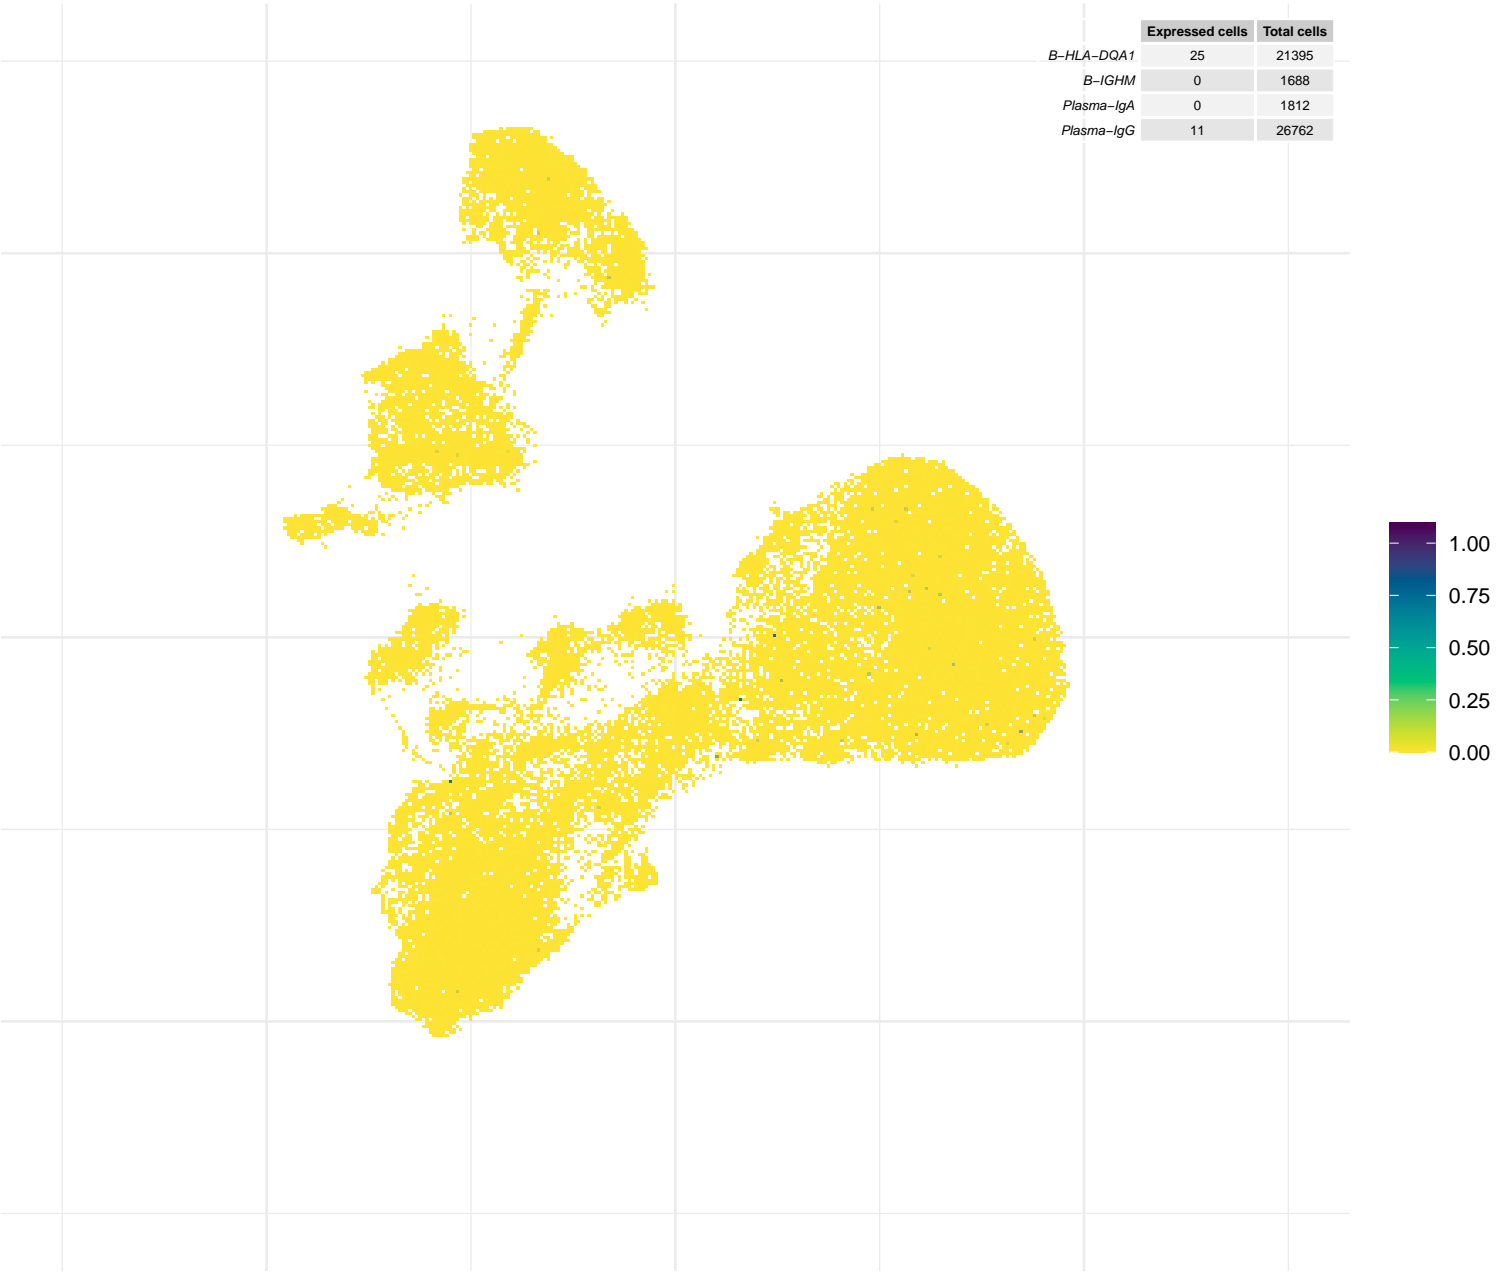 Expressed cells Total cells
B−HLA−DQA1 25 21395
B−IGHM 0 1688
Plasma−IgA 0 1812
Plasma−IgG 11 26762
1.00
0.75
0.50
0.25
0.00